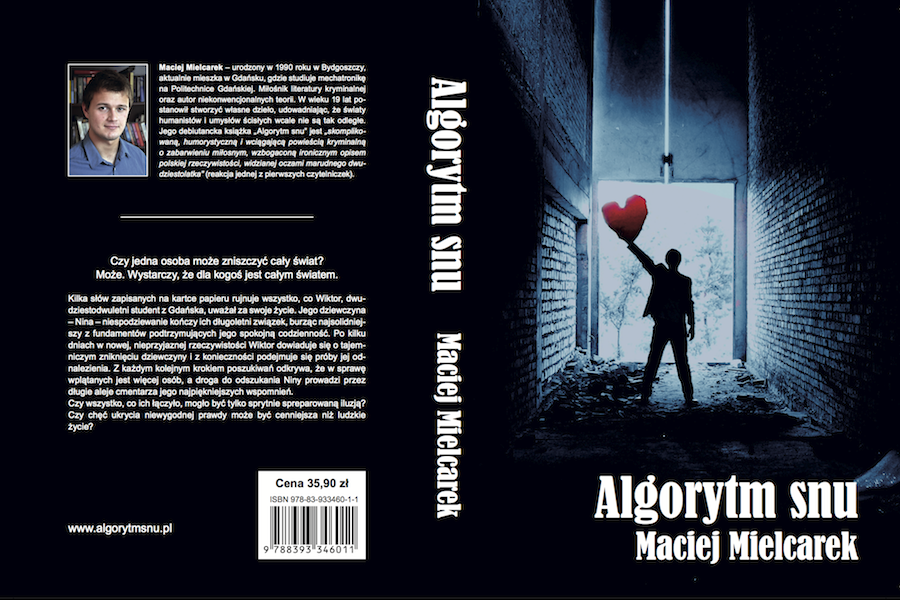 Maciej Mielcarek – urodzony w 1990 roku w Bydgoszczy,
aktualnie mieszka w Gdańsku, gdzie studiuje mechatronikę
na Politechnice Gdańskiej. Miłośnik literatury kryminalnej
oraz autor niekonwencjonalnych teorii. W wieku 19 lat po-
stanowił stworzyć własne dzieło, udowadniając, że światy
humanistów i umysłów ścisłych wcale nie są tak odległe.
Jego debiutancka książka „Algorytm snu” jest „skompliko-
waną, humorystyczną i wciągającą powieścią kryminalną
o zabarwieniu miłosnym, wzbogaconą ironicznym opisem
polskiej rzeczywistości, widzianej oczami marudnego dwu-
dziestolatka” (reakcja jednej z pierwszych czytelniczek).
Czy jedna osoba może zniszczyć cały świat?
Może. Wystarczy, że dla kogoś jest całym światem.
Kilka słów zapisanych na kartce papieru rujnuje wszystko, co Wiktor, dwu-
dziestodwuletni student z Gdańska, uważał za swoje życie. Jego dziewczyna
– Nina – niespodziewanie kończy ich długoletni związek, burząc najsolidniej-
szy z fundamentów podtrzymujących jego spokojną codzienność. Po kilku
dniach w nowej, nieprzyjaznej rzeczywistości Wiktor dowiaduje się o tajem-
niczym zniknięciu dziewczyny i z konieczności podejmuje się próby jej od-
nalezienia. Z każdym kolejnym krokiem poszukiwań odkrywa, że w sprawę
wplątanych jest więcej osób, a droga do odszukania Niny prowadzi przez
długie aleje cmentarza jego najpiękniejszych wspomnień.
Czy wszystko, co ich łączyło, mogło być tylko sprytnie spreparowaną iluzją?
Czy chęć ukrycia niewygodnej prawdy może być cenniejsza niż ludzkie
życie?
www.algorytmsnu.pl
Cena 35,90 zł
ISBN 978-83-933460-1-1
9 788393 346011
Algorytm snu
Maciej Mielcarek
Algorytm snu
Maciej Mielcarek